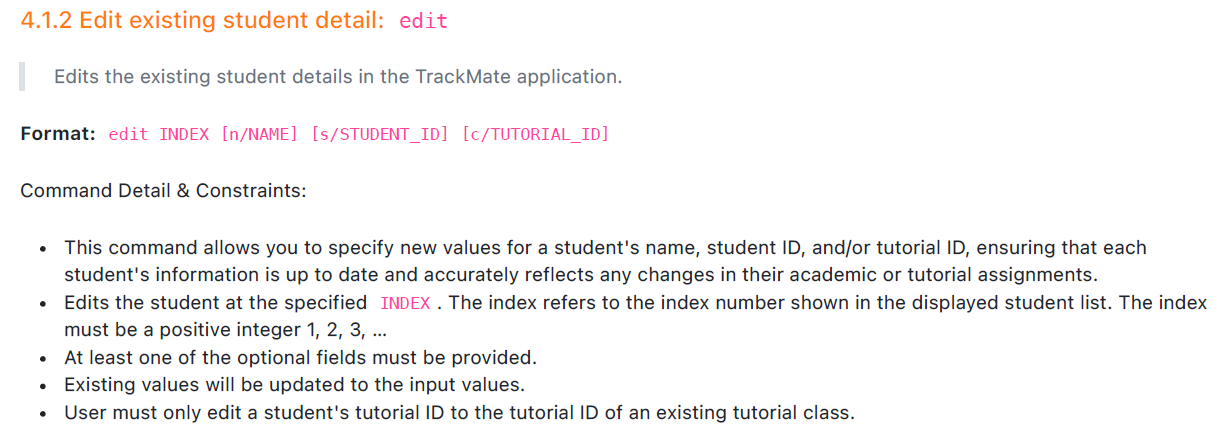 4.1.2 Edit existing student detail: edit
Edits the existing student details in the TrackMate application.
Format: edit INDEX [n/NAME] [s/STUDENT_ID] [c/TUTORIAL_ID]
Command Detail & Constraints:
• This command allows you to specify new values for a student's name, student ID, and/or tutorial ID, ensuring that each
student's information is up to date and accurately reflects any changes in their academic or tutorial assignments.
• Edits the student at the specified INDEX . The index refers to the index number shown in the displayed student list. The index
must be a positive integer 1, 2, 3, …
• At least one of the optional fields must be provided.
• Existing values will be updated to the input values.
• User must only edit a student's tutorial ID to the tutorial ID of an existing tutorial class.